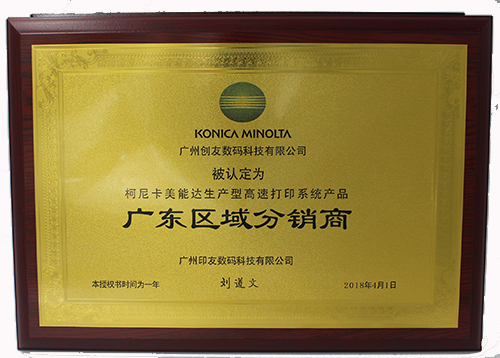 KONICA MINOLTA
广州创友数码科技有限公司
被认定为
柯尼卡美能达生产型高速打印系统产品
广东区域分销商
广州印友数码科技有限公司
本授权书时间为一年 刘道文 2018年4月1日